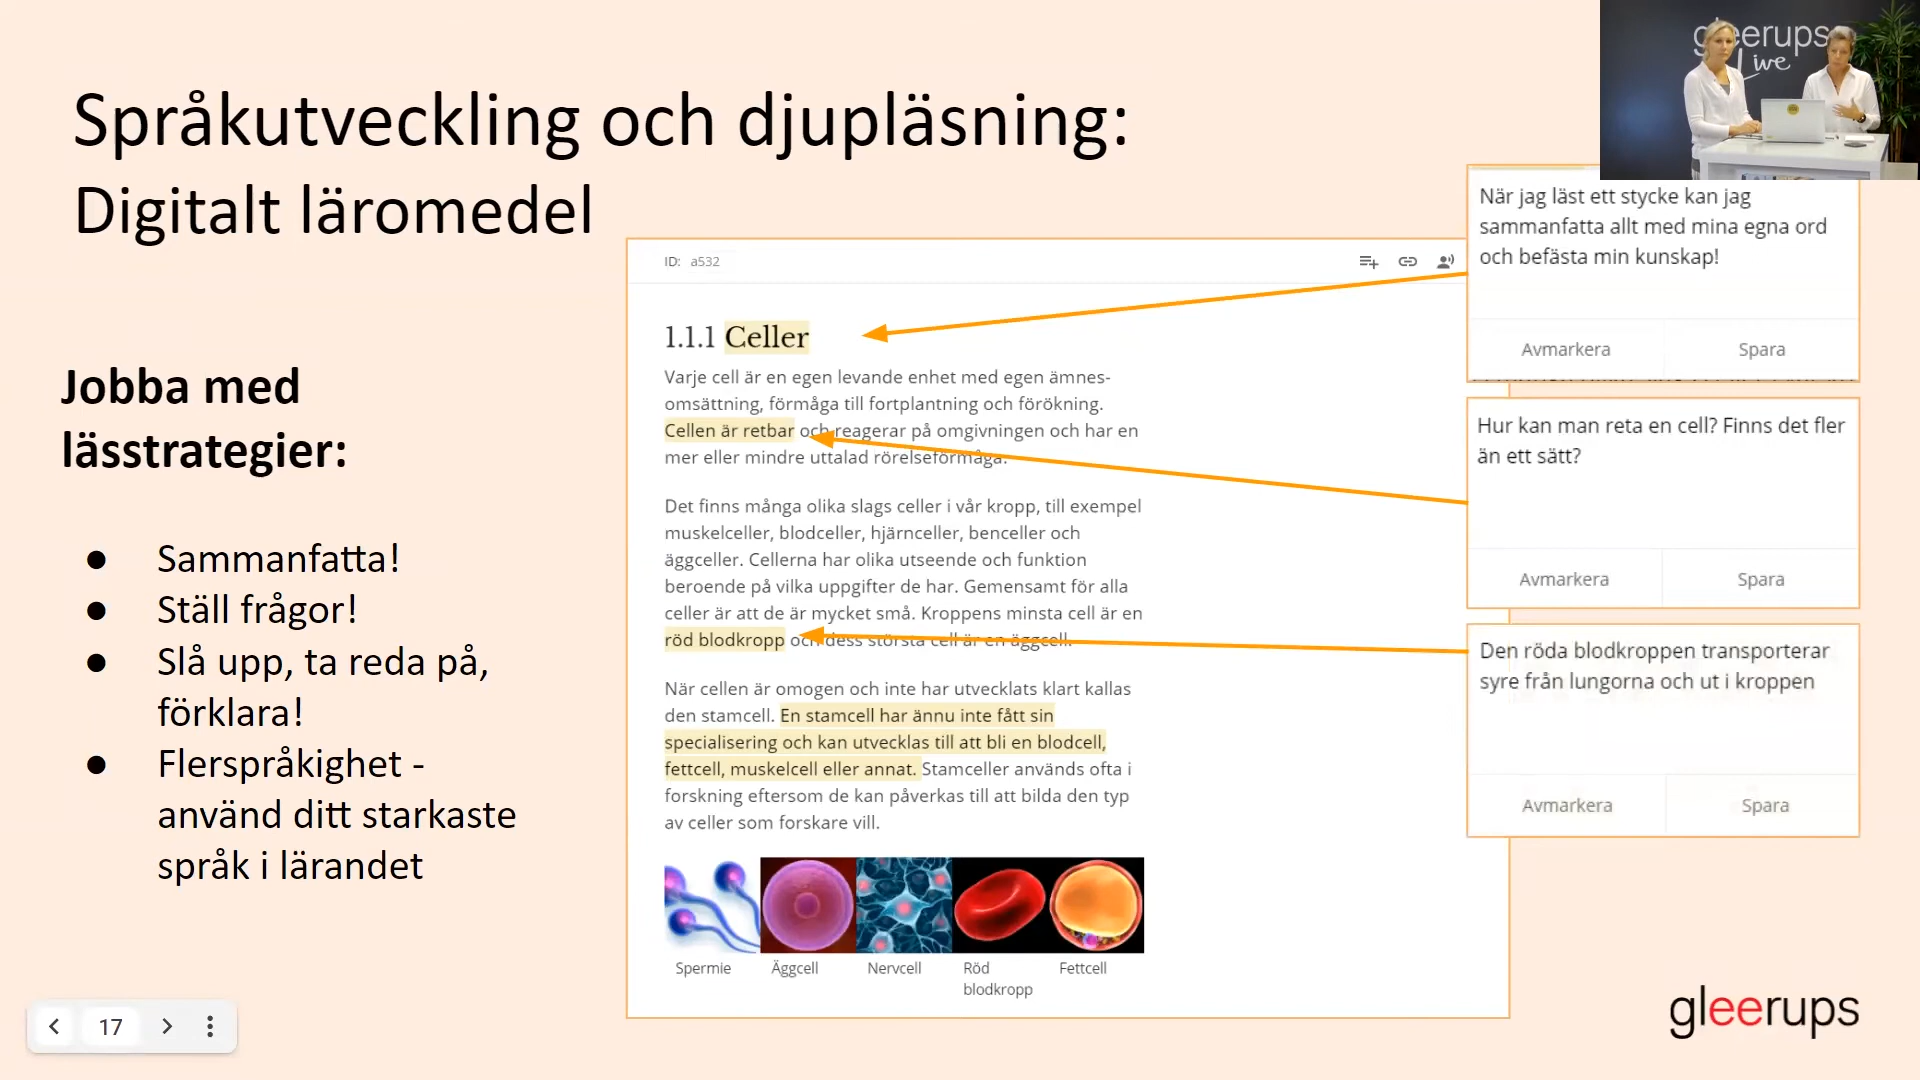 Språkutveckling och djupläsning:
Digitalt läromedel
gleerups
Live
Jobba med
lässtrategier:
● Sammanfatta!
● Ställ frågor!
● Slå upp, ta reda på,
förklara!
● Flerspråkighet -
använd ditt starkaste
språk i lärandet
ID: a532
1.1.1 Celler
Varje cell är en egen levande enhet med egen ämnes-
omsättning, förmåga till fortplantning och förökning.
Cellen är retbar och reagerar på omgivningen och har en
mer eller mindre uttalad rörelseförmåga.
Det finns många olika slags celler i vår kropp, till exempel
muskelceller, blodceller, hjärnceller, benceller och
äggceller. Cellerna har olika utseende och funktion
beroende på vilka uppgifter de har. Gemensamt för alla
celler är att de är mycket små. Kroppens minsta cell är en
röd blodkropp och dess största cell är en äggcell.
När cellen är omogen och inte har utvecklats klart kallas
den stamcell. En stamcell har ännu inte fått sin
specialisering och kan utvecklas till att bli en blodcell,
fettcell, muskelcell eller annat. Stamceller används ofta i
forskning eftersom de kan påverkas till att bilda den typ
av celler som forskare vill.
Spermie
Äggcell
Nervcell
Röd
blodkropp
Fettcell
När jag läst ett stycke kan jag
sammanfatta allt med mina egna ord
och befästa min kunskap!
Avmarkera
Spara
Hur kan man reta en cell? Finns det fler
än ett sätt?
Avmarkera
Spara
Den röda blodkroppen transporterar
syre från lungorna och ut i kroppen
Avmarkera
Spara
17
gleerups